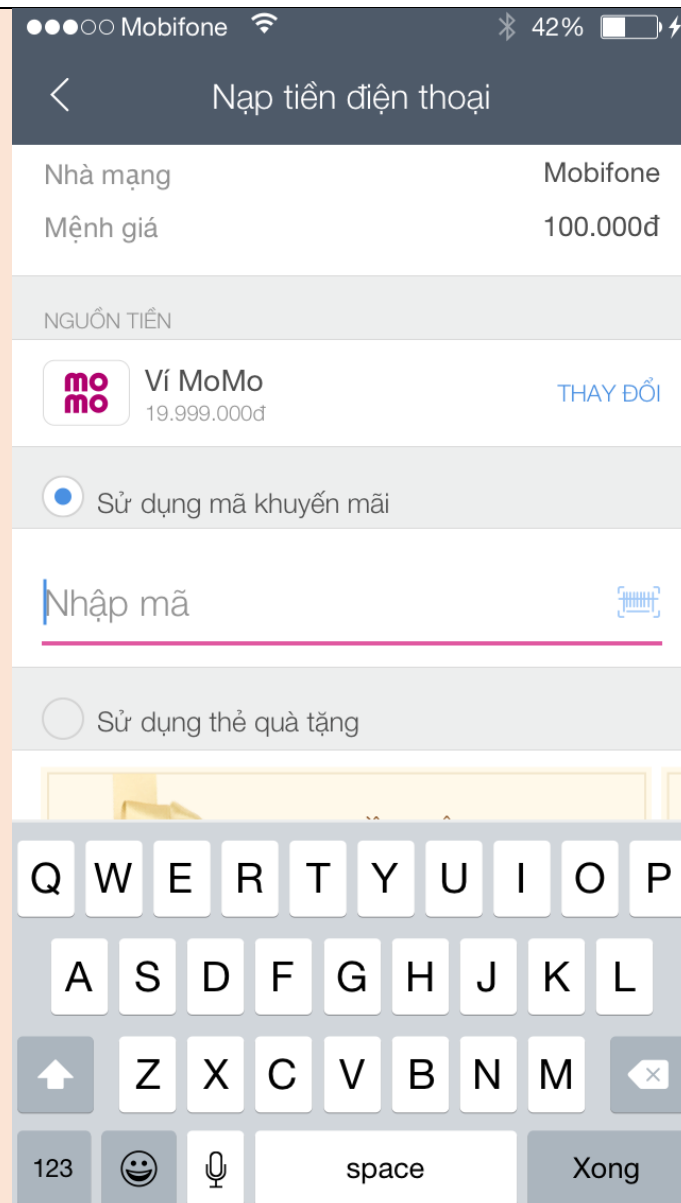 Mobifone 42%
Nạp tiền điện thoại
Nhà mạng Mobifone
Mệnh giá 100.000đ
NGUỒN TIỀN
mo
mo
Ví MoMo
19.999.000đ
THAY ĐỔI
Sử dụng mã khuyến mãi
Nhập mã
Sử dụng thẻ quà tặng
Q W E R T Y U I O P
A S D F G H J K L
Z X C V B N M
123 space Xong